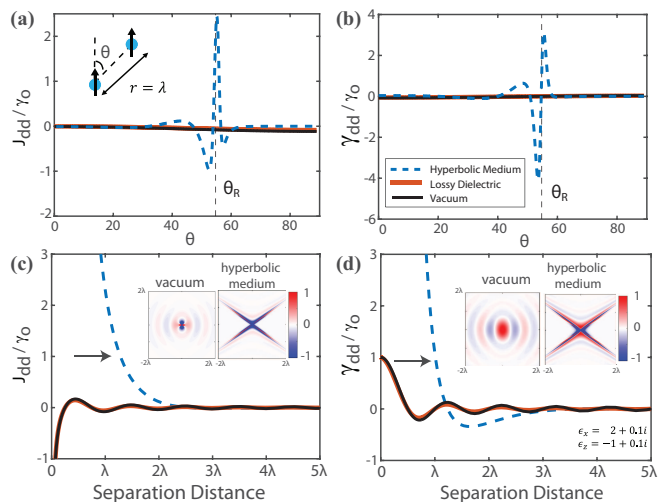 (a)
J_dd / γ_o
2
1
0
-1
-2
θ
r = λ
θ_R
0
20
40
60
80
θ
(b)
γ_dd / γ_o
4
2
0
-2
-4
-6
Hyperbolic Medium
Lossy Dielectric
Vacuum
θ_R
0
20
40
60
80
θ
(c)
J_dd / γ_o
3
2
1
0
-1
vacuum
hyperbolic
medium
2λ
2λ
1
0
-1
0
λ
2λ
3λ
4λ
5λ
Separation Distance
(d)
γ_dd / γ_o
3
2
1
0
-1
vacuum
hyperbolic
medium
2λ
2λ
1
0
-1
ϵ_x = 2 + 0.1i
ϵ_z = −1 + 0.1i
0
λ
2λ
3λ
4λ
5λ
Separation Distance